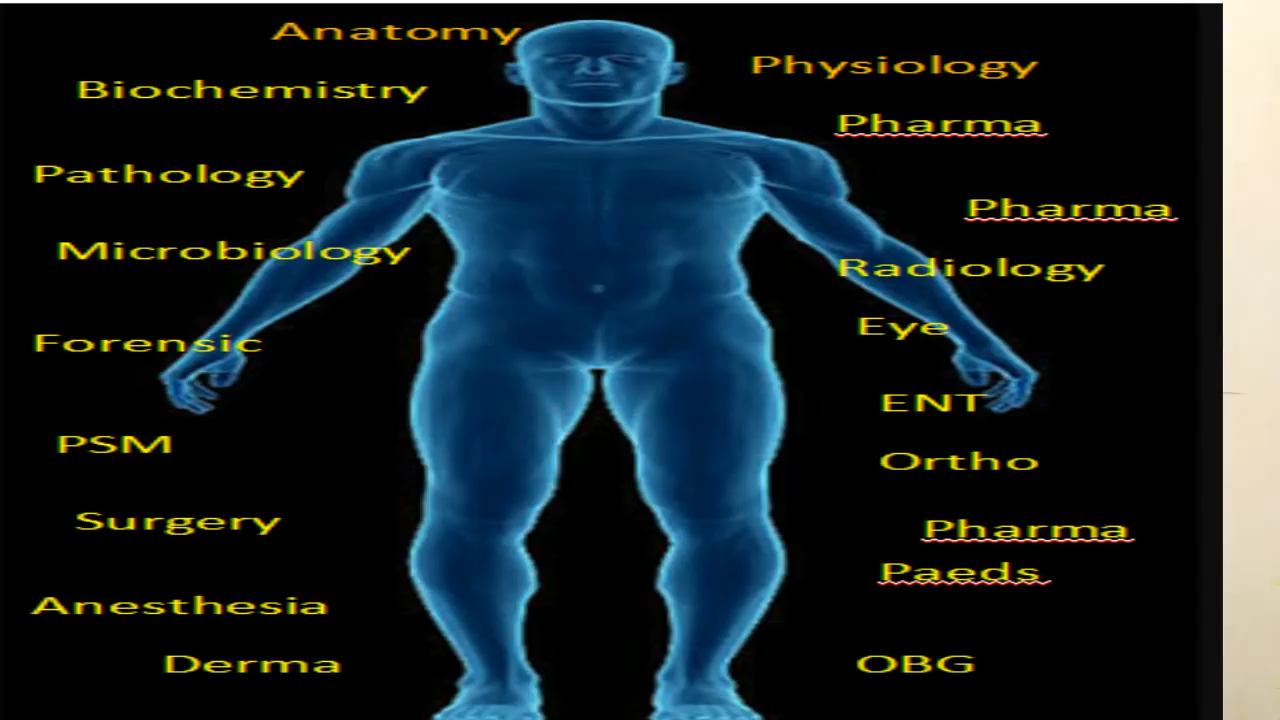 Anatomy
Physiology
Biochemistry
Pharma
Pathology
Pharma
Microbiology
Radiology
Eye
Forensic
ENT
PSM
Ortho
Surgery
Pharma
Paeds
Anesthesia
Derma
OBG